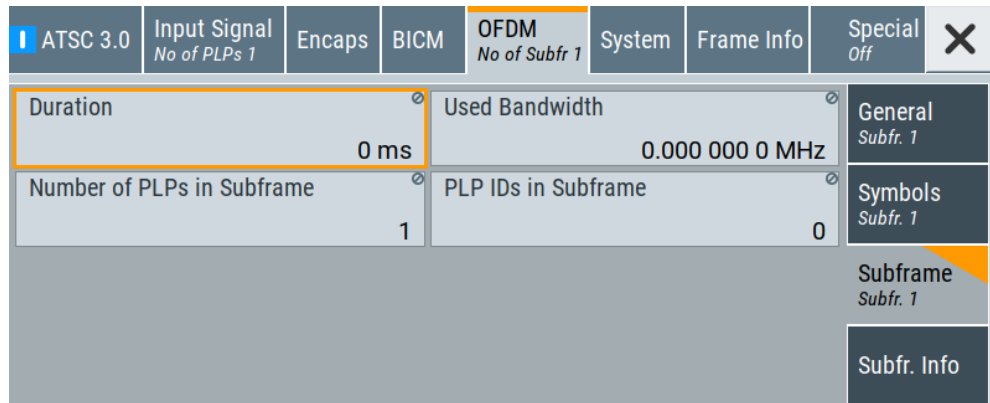 ATSC 3.0
Input Signal
No of PLPs 1
Encaps
BICM
OFDM
No of Subfr 1
System
Frame Info
Special
Off
Duration
0 ms
Used Bandwidth
0.000 000 0 MHz
Number of PLPs in Subframe
1
PLP IDs in Subframe
0
General
Subfr. 1
Symbols
Subfr. 1
Subframe
Subfr. 1
Subfr. Info